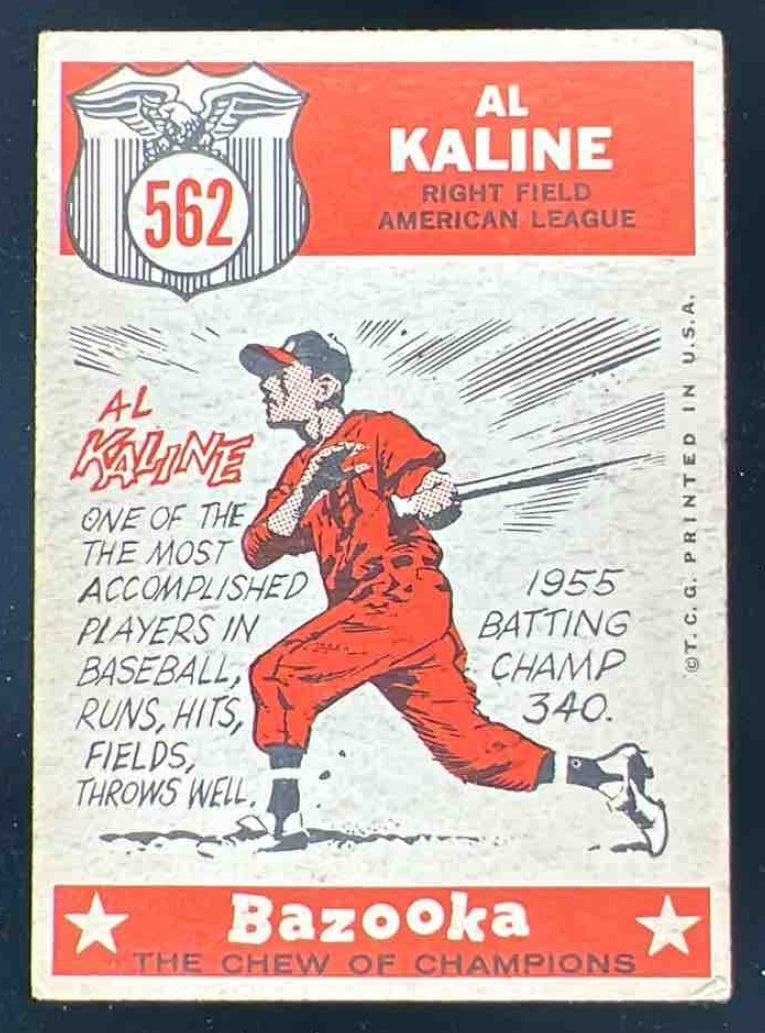 562
AL
KALINE
RIGHT FIELD
AMERICAN LEAGUE
AL
KALINE
ONE OF THE
THE MOST
ACCOMPLISHED
PLAYERS IN
BASEBALL,
RUNS, HITS,
FIELDS,
THROWS WELL.
1955
BATTING
CHAMP
340.
©T.C.G. PRINTED IN U.S.A.
Bazooka
THE CHEW OF CHAMPIONS